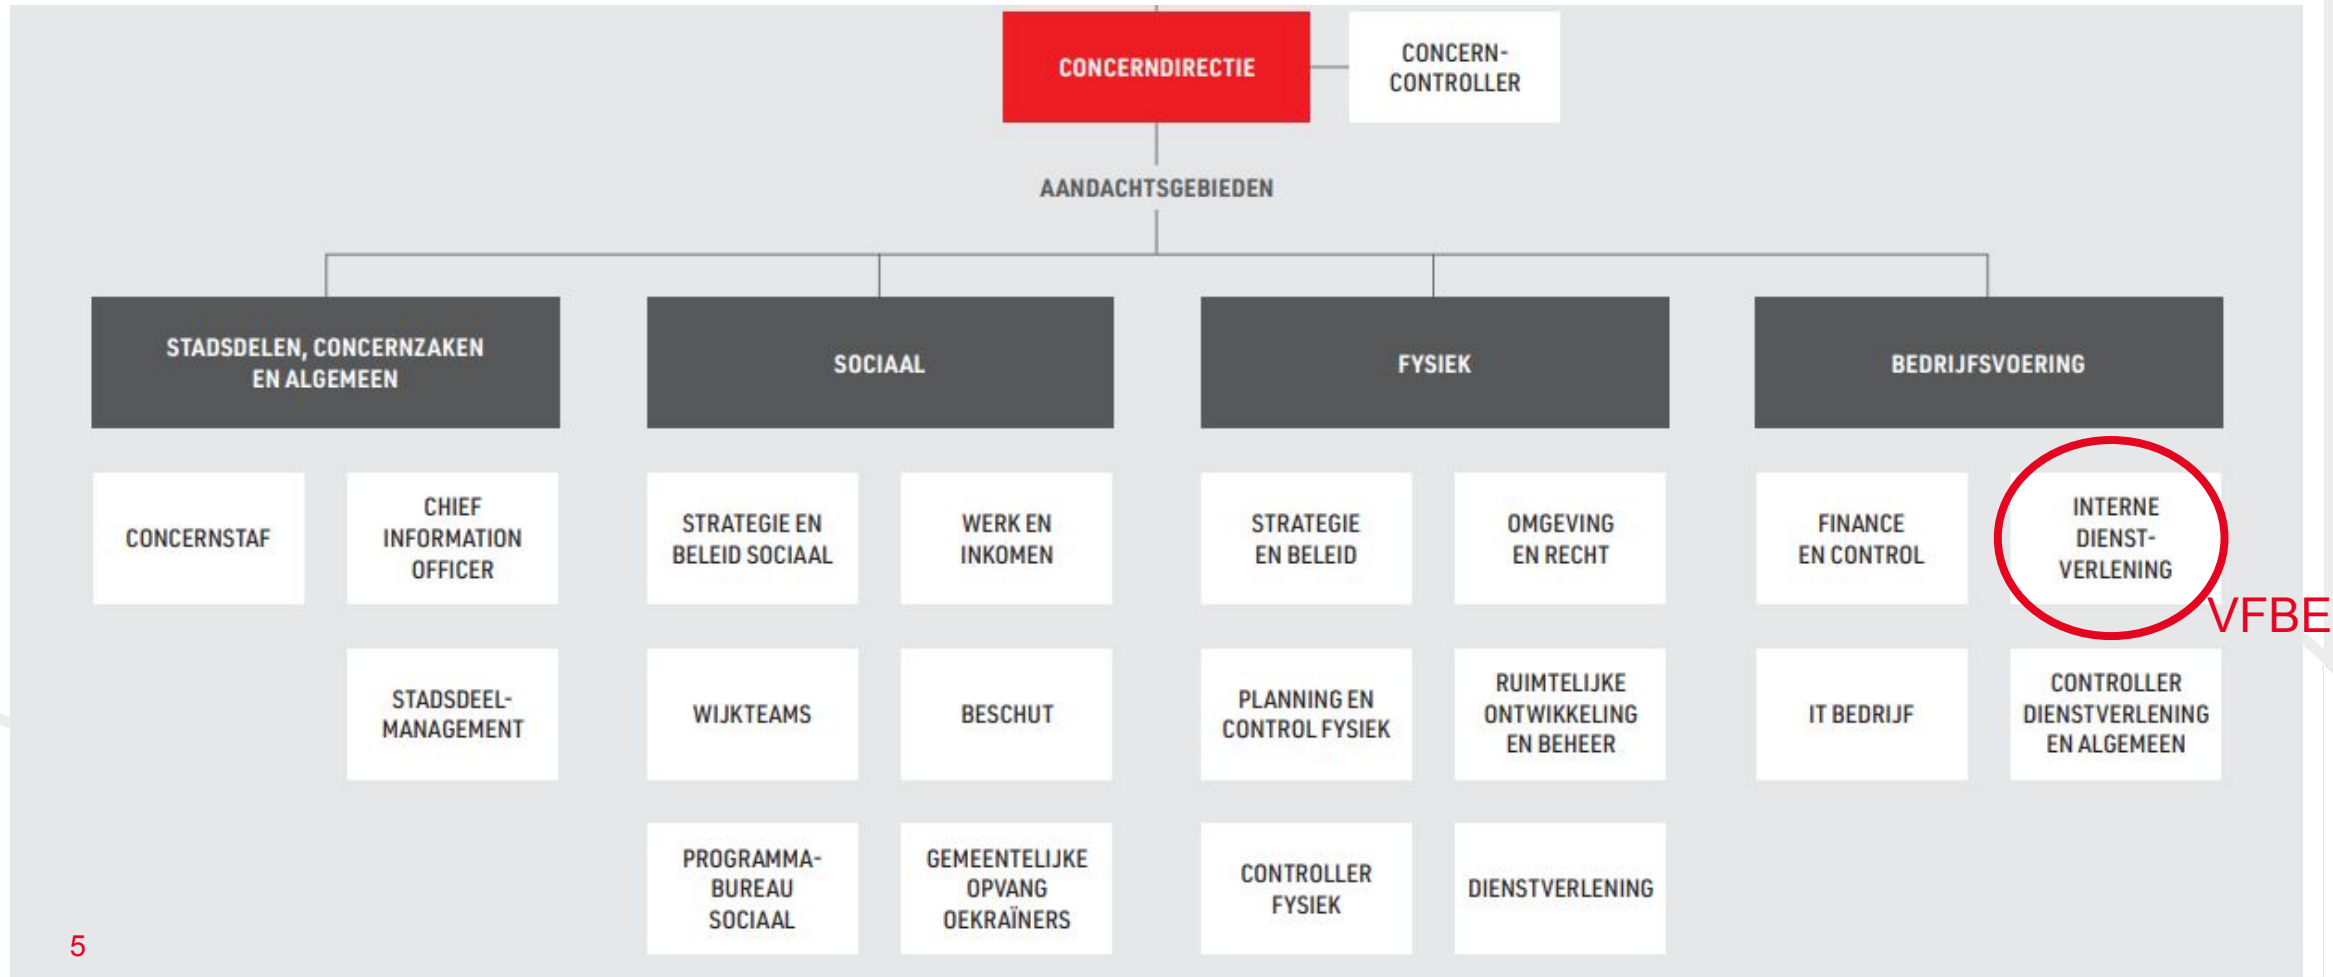 CONCERNDIRECTIE
CONCERN-
CONTROLLER
AANDACHTSGEBIEDEN
STADSDELEN, CONCERNZAKEN
EN ALGEMEEN
SOCIAAL
FYSIEK
BEDRIJFSVOERING
CONCERNSTAF
CHIEF
INFORMATION
OFFICER
STRATEGIE EN
BELEID SOCIAAL
WERK EN
INKOMEN
STRATEGIE
EN BELEID
OMGEVING
EN RECHT
FINANCE
EN CONTROL
INTERNE
DIENST-
VERLENING
VFBE
STADSDEEL-
MANAGEMENT
WIJKTEAMS
BESCHUT
PLANNING EN
CONTROL FYSIEK
RUIMTELIJKE
ONTWIKKELING
EN BEHEER
IT BEDRIJF
CONTROLLER
DIENSTVERLENING
EN ALGEMEEN
PROGRAMMA-
BUREAU
SOCIAAL
GEMEENTELIJKE
OPVANG
OEKRAÏNERS
CONTROLLER
FYSIEK
DIENSTVERLENING
5